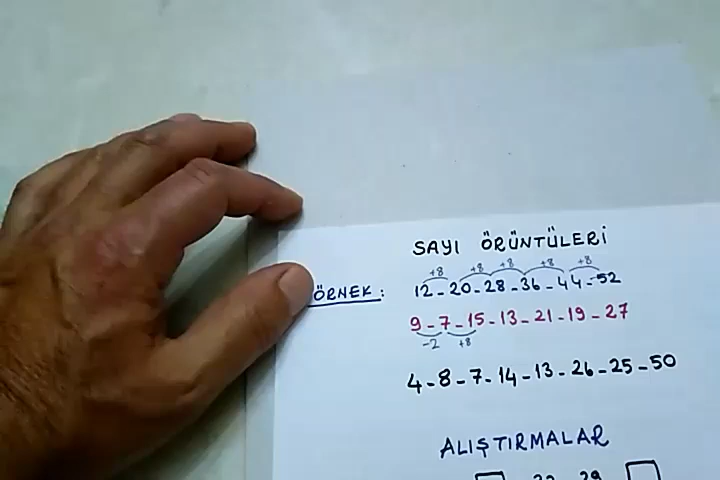 SAYI ÖRÜNTÜLERİ
+8 +8 +8 +8 +8
ÖRNEK: 12-20-28-36-44-52
9-7-15-13-21-19-27
-2 +8
4-8-7-14-13-26-25-50
ALIŞTIRMALAR